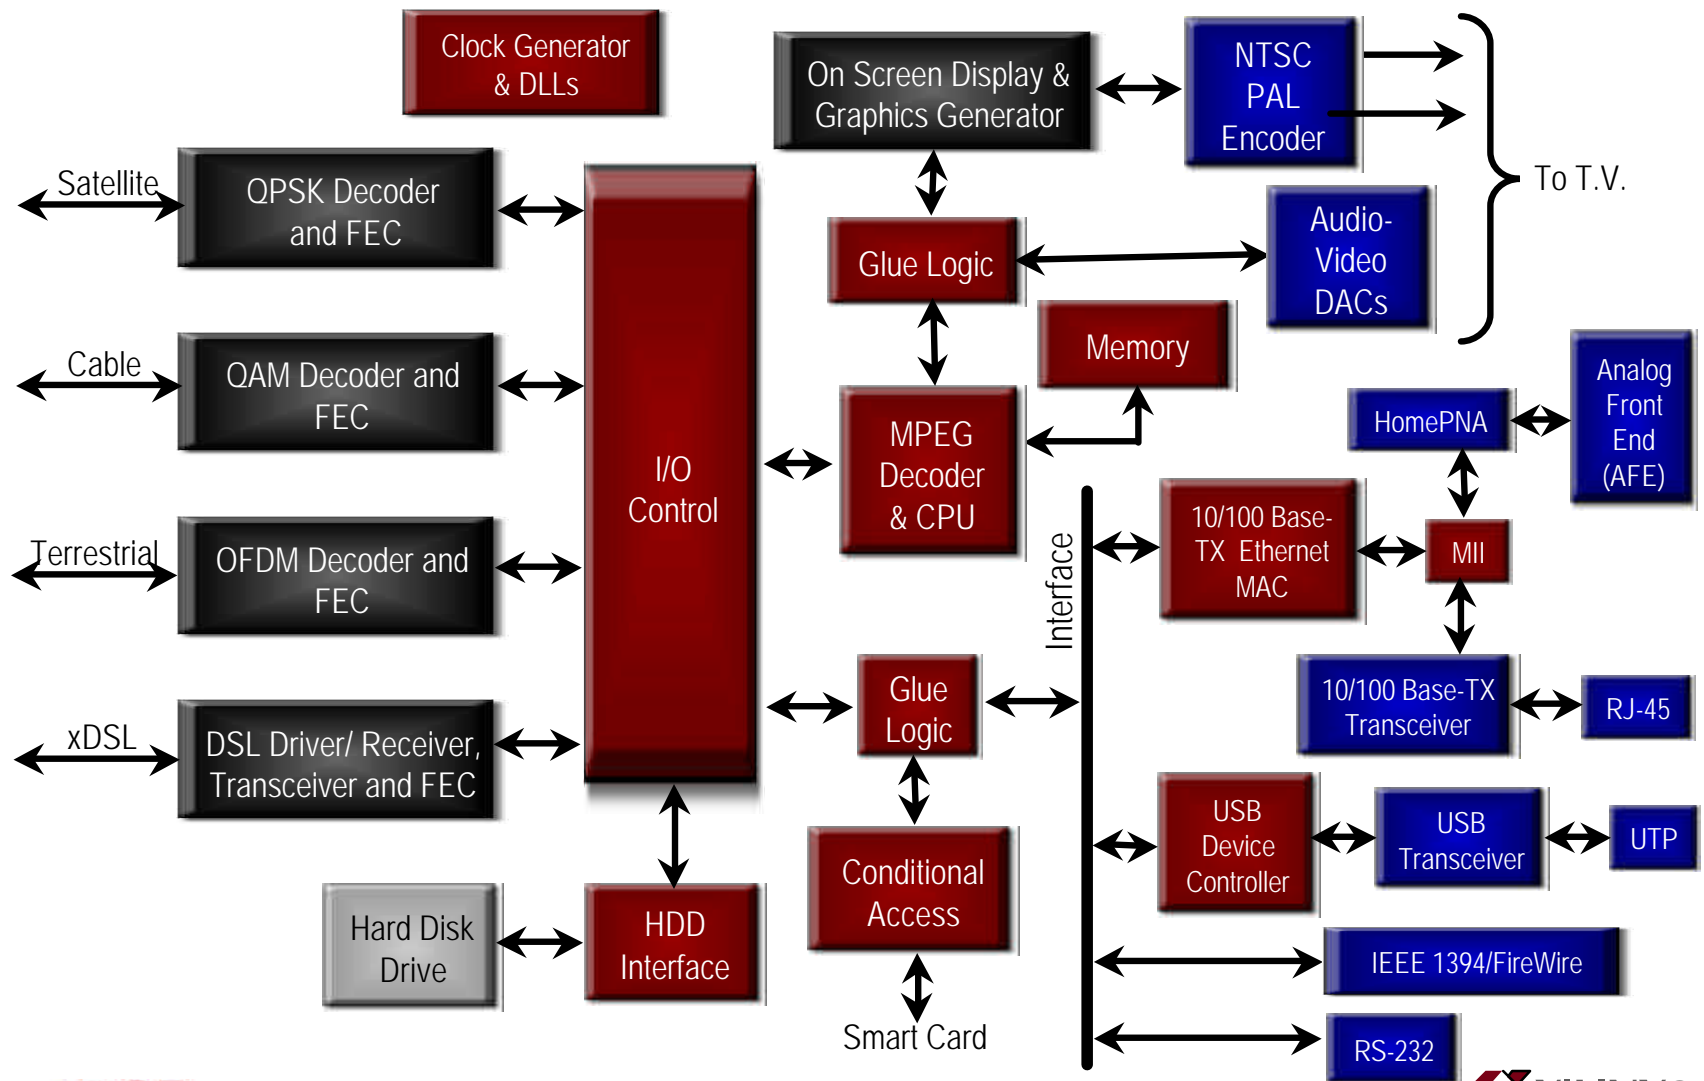 Clock Generator
& DLLs
On Screen Display &
Graphics Generator
NTSC
PAL
Encoder
To T.V.
Satellite
QPSK Decoder
and FEC
Audio-
Video
DACs
Glue Logic
Memory
Cable
QAM Decoder and
FEC
I/O
Control
MPEG
Decoder
& CPU
HomePNA
Analog
Front
End
(AFE)
Terrestrial
OFDM Decoder and
FEC
Interface
10/100 Base-
TX Ethernet
MAC
MII
Glue
Logic
10/100 Base-TX
Transceiver
RJ-45
xDSL
DSL Driver/ Receiver,
Transceiver and FEC
USB
Device
Controller
USB
Transceiver
UTP
Hard Disk
Drive
HDD
Interface
Conditional
Access
IEEE 1394/FireWire
Smart Card
RS-232